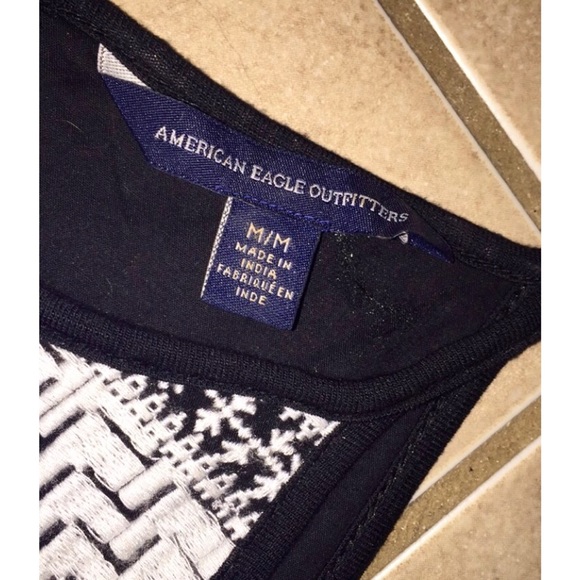 AMERICAN EAGLE OUTFITTERS
M/M
MADE IN
INDIA
FABRIQUÉ EN
INDE